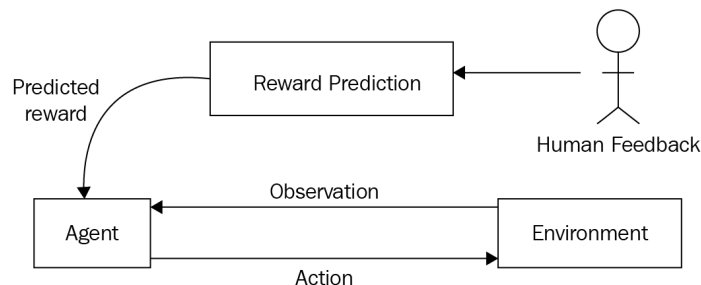 Predicted
reward
Reward Prediction
Human Feedback
Observation
Agent
Environment
Action